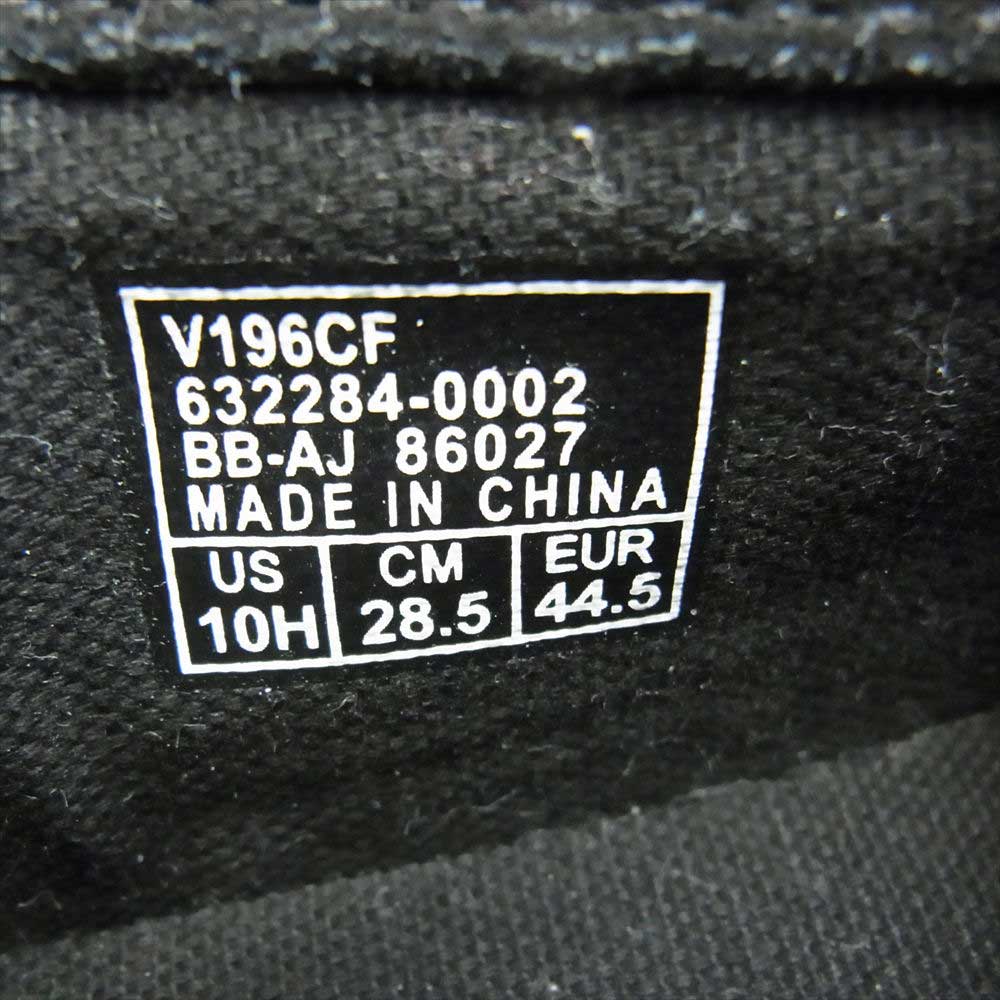 V196CF
632284-0002
BB-AJ 86027
MADE IN CHINA
US CM EUR
10H 28.5 44.5